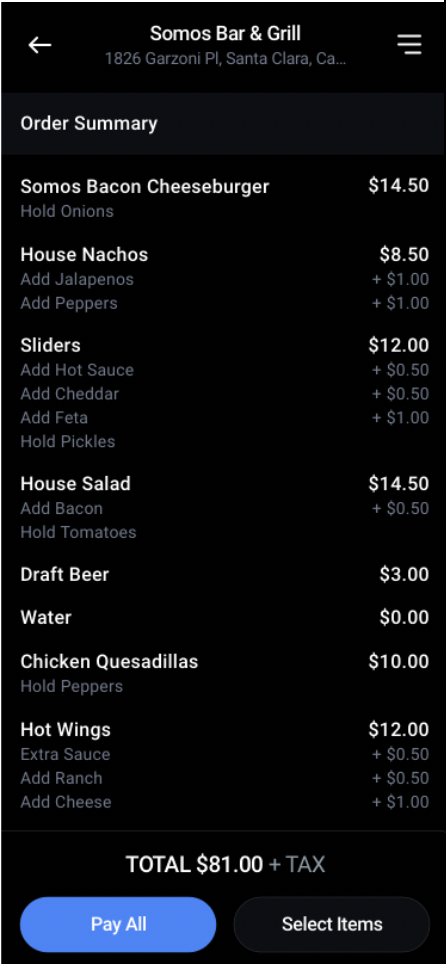 Somos Bar & Grill
1826 Garzoni Pl, Santa Clara, Ca...
Order Summary
Somos Bacon Cheeseburger $14.50
Hold Onions
House Nachos $8.50
Add Jalapenos + $1.00
Add Peppers + $1.00
Sliders $12.00
Add Hot Sauce + $0.50
Add Cheddar + $0.50
Add Feta + $1.00
Hold Pickles
House Salad $14.50
Add Bacon + $0.50
Hold Tomatoes
Draft Beer $3.00
Water $0.00
Chicken Quesadillas $10.00
Hold Peppers
Hot Wings $12.00
Extra Sauce + $0.50
Add Ranch + $0.50
Add Cheese + $1.00
TOTAL $81.00 + TAX
Pay All Select Items